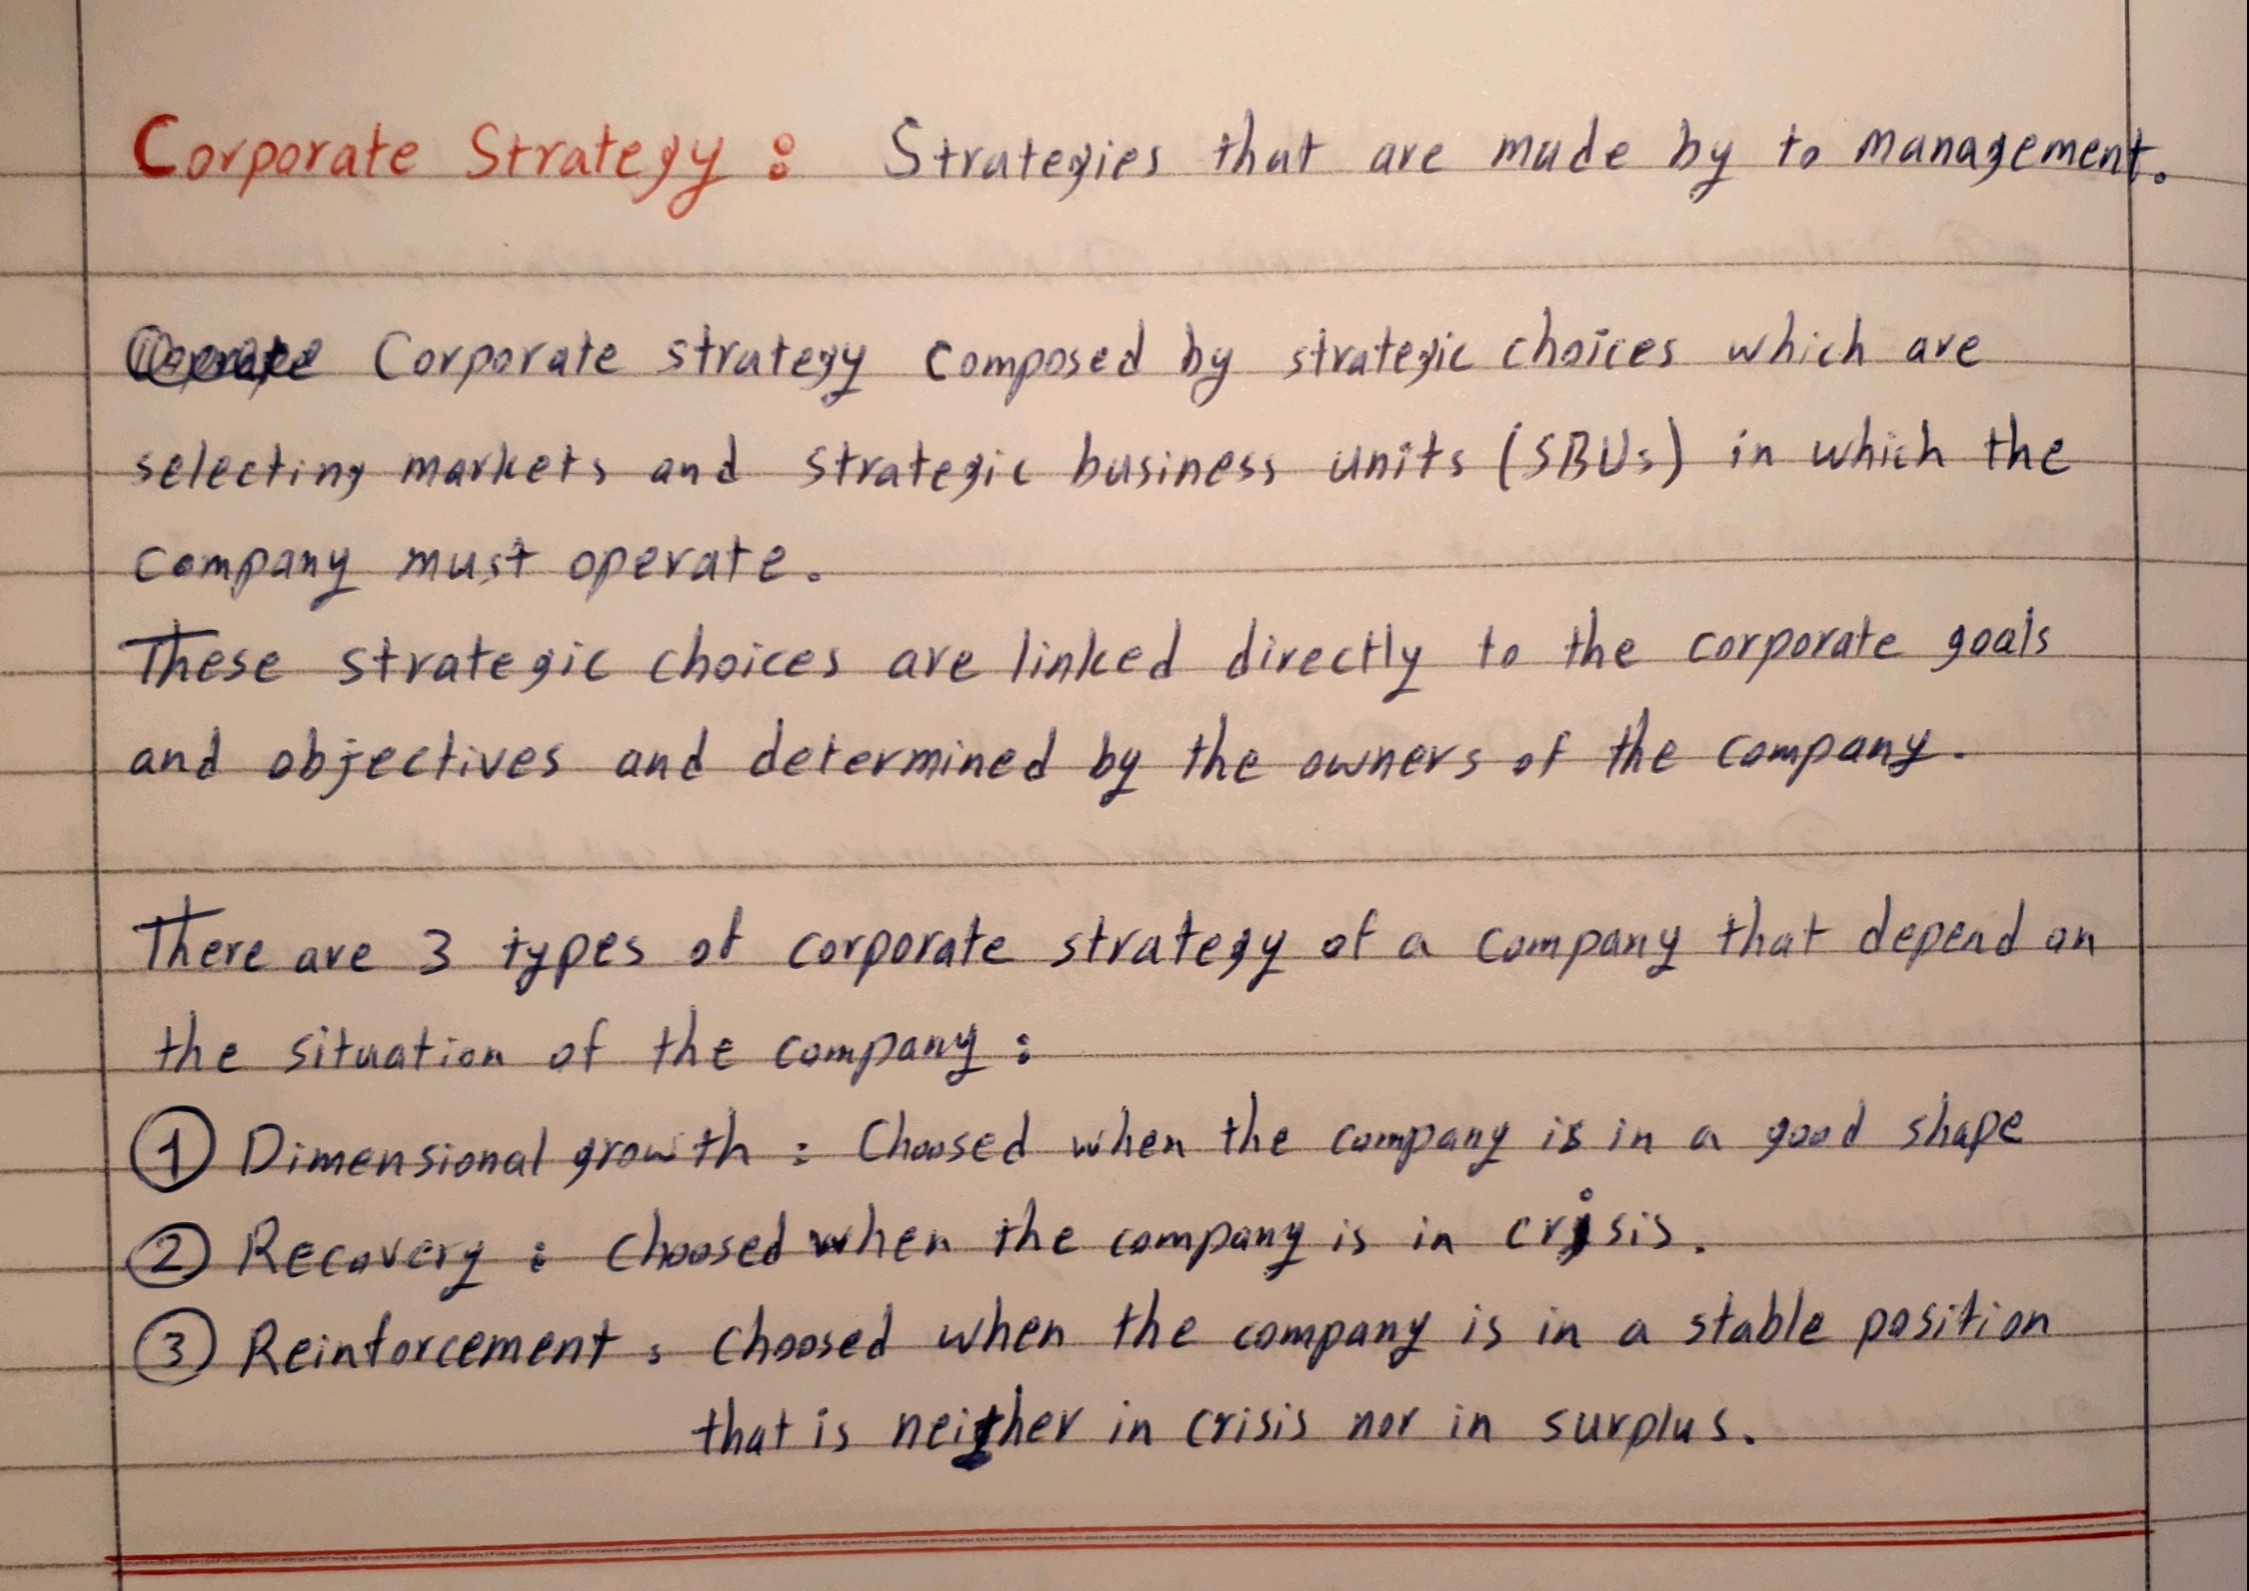 Corporate Strategy : Strategies that are made by to management.
Corporate strategy composed by strategic choices which are
selecting markets and strategic business units (SBUs) in which the
company must operate.
These strategic choices are linked directly to the corporate goals
and objectives and determined by the owners of the company.
There are 3 types of corporate strategy of a company that depend on
the situation of the company :
① Dimensional growth : Choosed when the company is in a good shape
② Recovery : choosed when the company is in crisis.
③ Reinforcement : choosed when the company is in a stable position
that is neither in crisis nor in surplus.